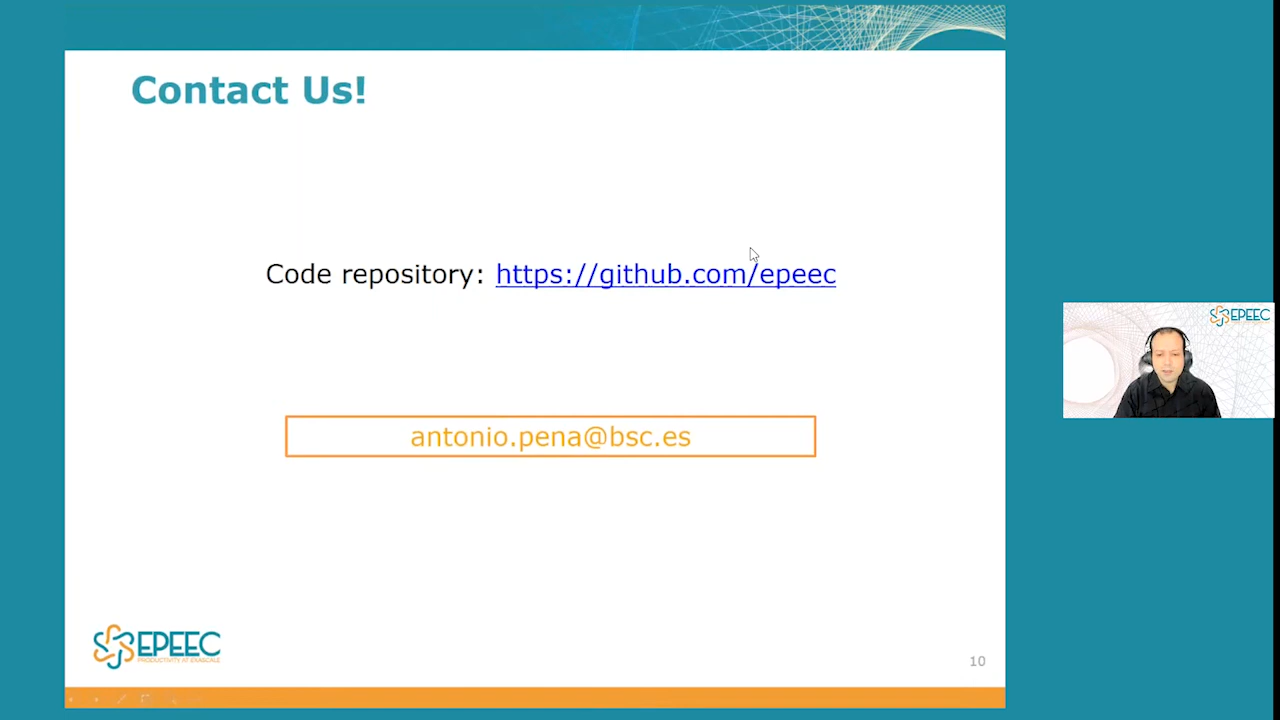 Contact Us!
Code repository: https://github.com/epeec
antonio.pena@bsc.es
EPEEC
PRODUCTIVITY AT EXASCALE
10
EPEEC